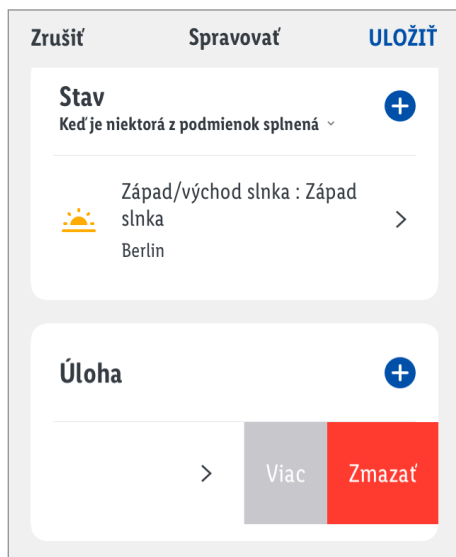 Zrušiť Spravovať ULOŽIŤ
Stav
Keď je niektorá z podmienok splnená
Západ/východ slnka : Západ
slnka
Berlin
Úloha
Viac Zmazať